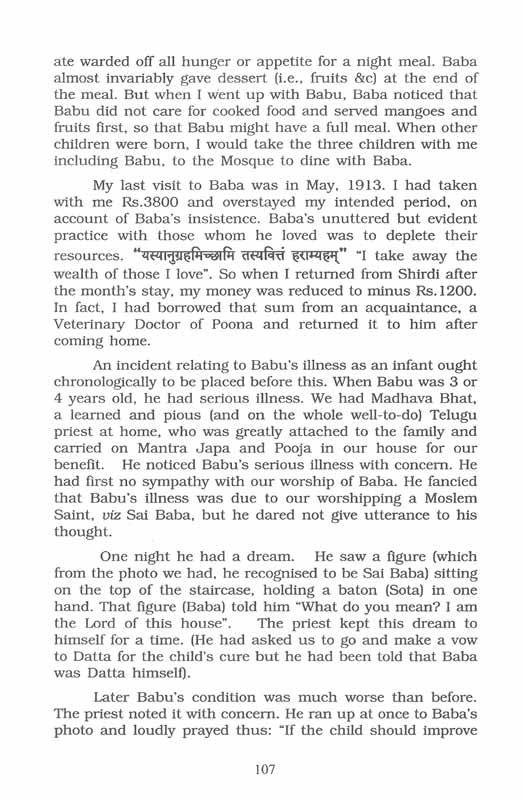 ate warded off all hunger or appetite for a night meal. Baba
almost invariably gave dessert (i.e., fruits &c) at the end of
the meal. But when I went up with Babu, Baba noticed that
Babu did not care for cooked food and served mangoes and
fruits first, so that Babu might have a full meal. When other
children were born, I would take the three children with me
including Babu, to the Mosque to dine with Baba.
My last visit to Baba was in May, 1913. I had taken
with me Rs.3800 and overstayed my intended period, on
account of Baba's insistence. Baba's unuttered but evident
practice with those whom he loved was to deplete their
resources. "यस्यानुग्रहमिच्छामि तस्यवित्तं हराम्यहम्" "I take away the
wealth of those I love". So when I returned from Shirdi after
the month's stay, my money was reduced to minus Rs.1200.
In fact, I had borrowed that sum from an acquaintance, a
Veterinary Doctor of Poona and returned it to him after
coming home.
An incident relating to Babu's illness as an infant ought
chronologically to be placed before this. When Babu was 3 or
4 years old, he had serious illness. We had Madhava Bhat,
a learned and pious (and on the whole well-to-do) Telugu
priest at home, who was greatly attached to the family and
carried on Mantra Japa and Pooja in our house for our
benefit. He noticed Babu's serious illness with concern. He
had first no sympathy with our worship of Baba. He fancied
that Babu's illness was due to our worshipping a Moslem
Saint, viz Sai Baba, but he dared not give utterance to his
thought.
One night he had a dream. He saw a figure (which
from the photo we had, he recognised to be Sai Baba) sitting
on the top of the staircase, holding a baton (Sota) in one
hand. That figure (Baba) told him "What do you mean? I am
the Lord of this house". The priest kept this dream to
himself for a time. (He had asked us to go and make a vow
to Datta for the child's cure but he had been told that Baba
was Datta himself).
Later Babu's condition was much worse than before.
The priest noted it with concern. He ran up at once to Baba's
photo and loudly prayed thus: "If the child should improve
107